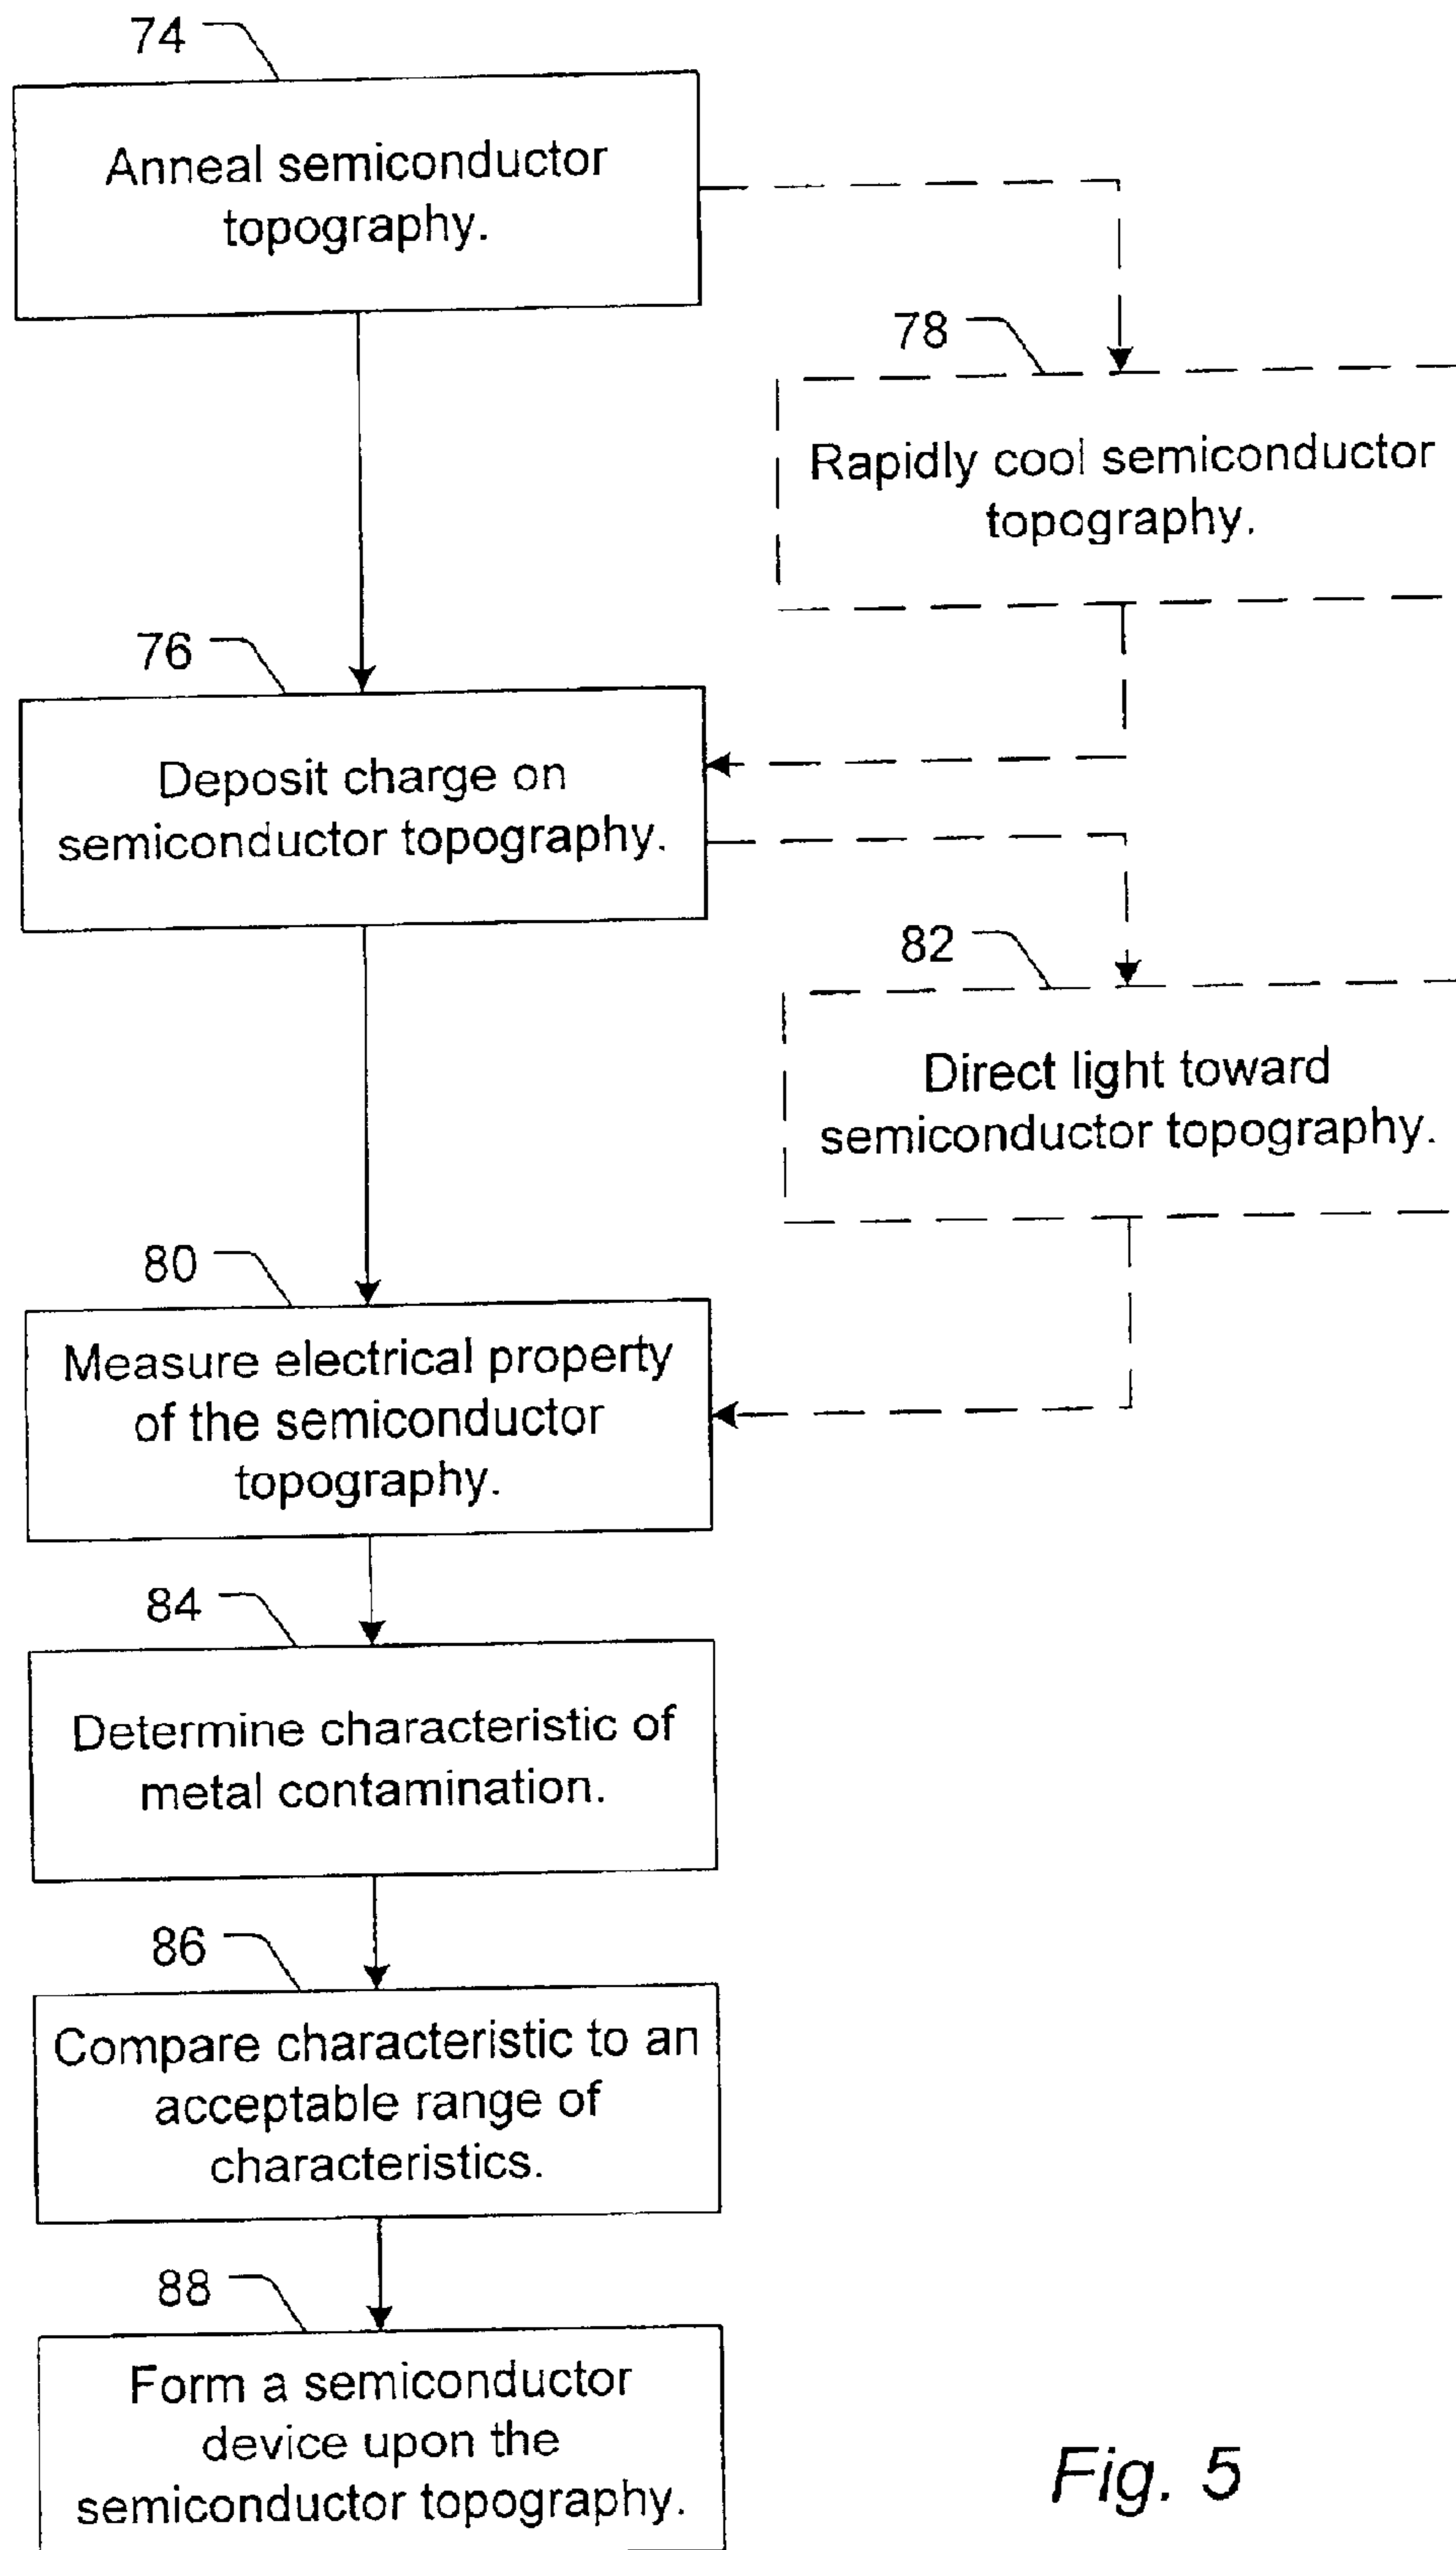 74
Anneal semiconductor
topography.
78
Rapidly cool semiconductor
topography.
76
Deposit charge on
semiconductor topography.
82
Direct light toward
semiconductor topography.
80
Measure electrical property
of the semiconductor
topography.
84
Determine characteristic of
metal contamination.
86
Compare characteristic to an
acceptable range of
characteristics.
88
Form a semiconductor
device upon the
semiconductor topography.
Fig. 5